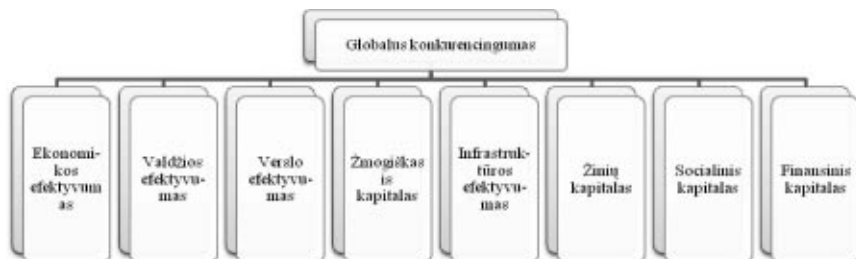 Globalus konkurencingumas
Ekonomi-
kos
efektyvum
as
Valdžios
efektyvu-
mas
Verslo
efektyvu-
mas
Žmogiškas
is
kapitalas
Infrastruk-
tūros
efektyvu-
mas
Žinių
kapitalas
Socialinis
kapitalas
Finansinis
kapitalas